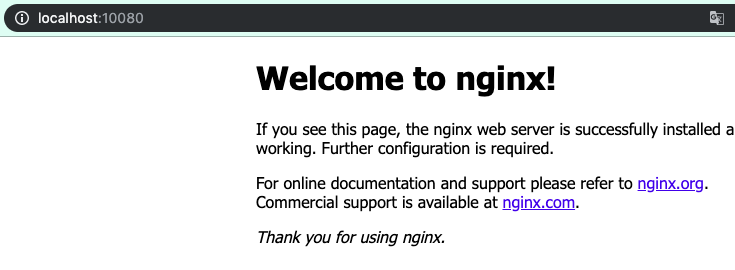 localhost:10080
Welcome to nginx!
If you see this page, the nginx web server is successfully installed a
working. Further configuration is required.
For online documentation and support please refer to nginx.org.
Commercial support is available at nginx.com.
Thank you for using nginx.